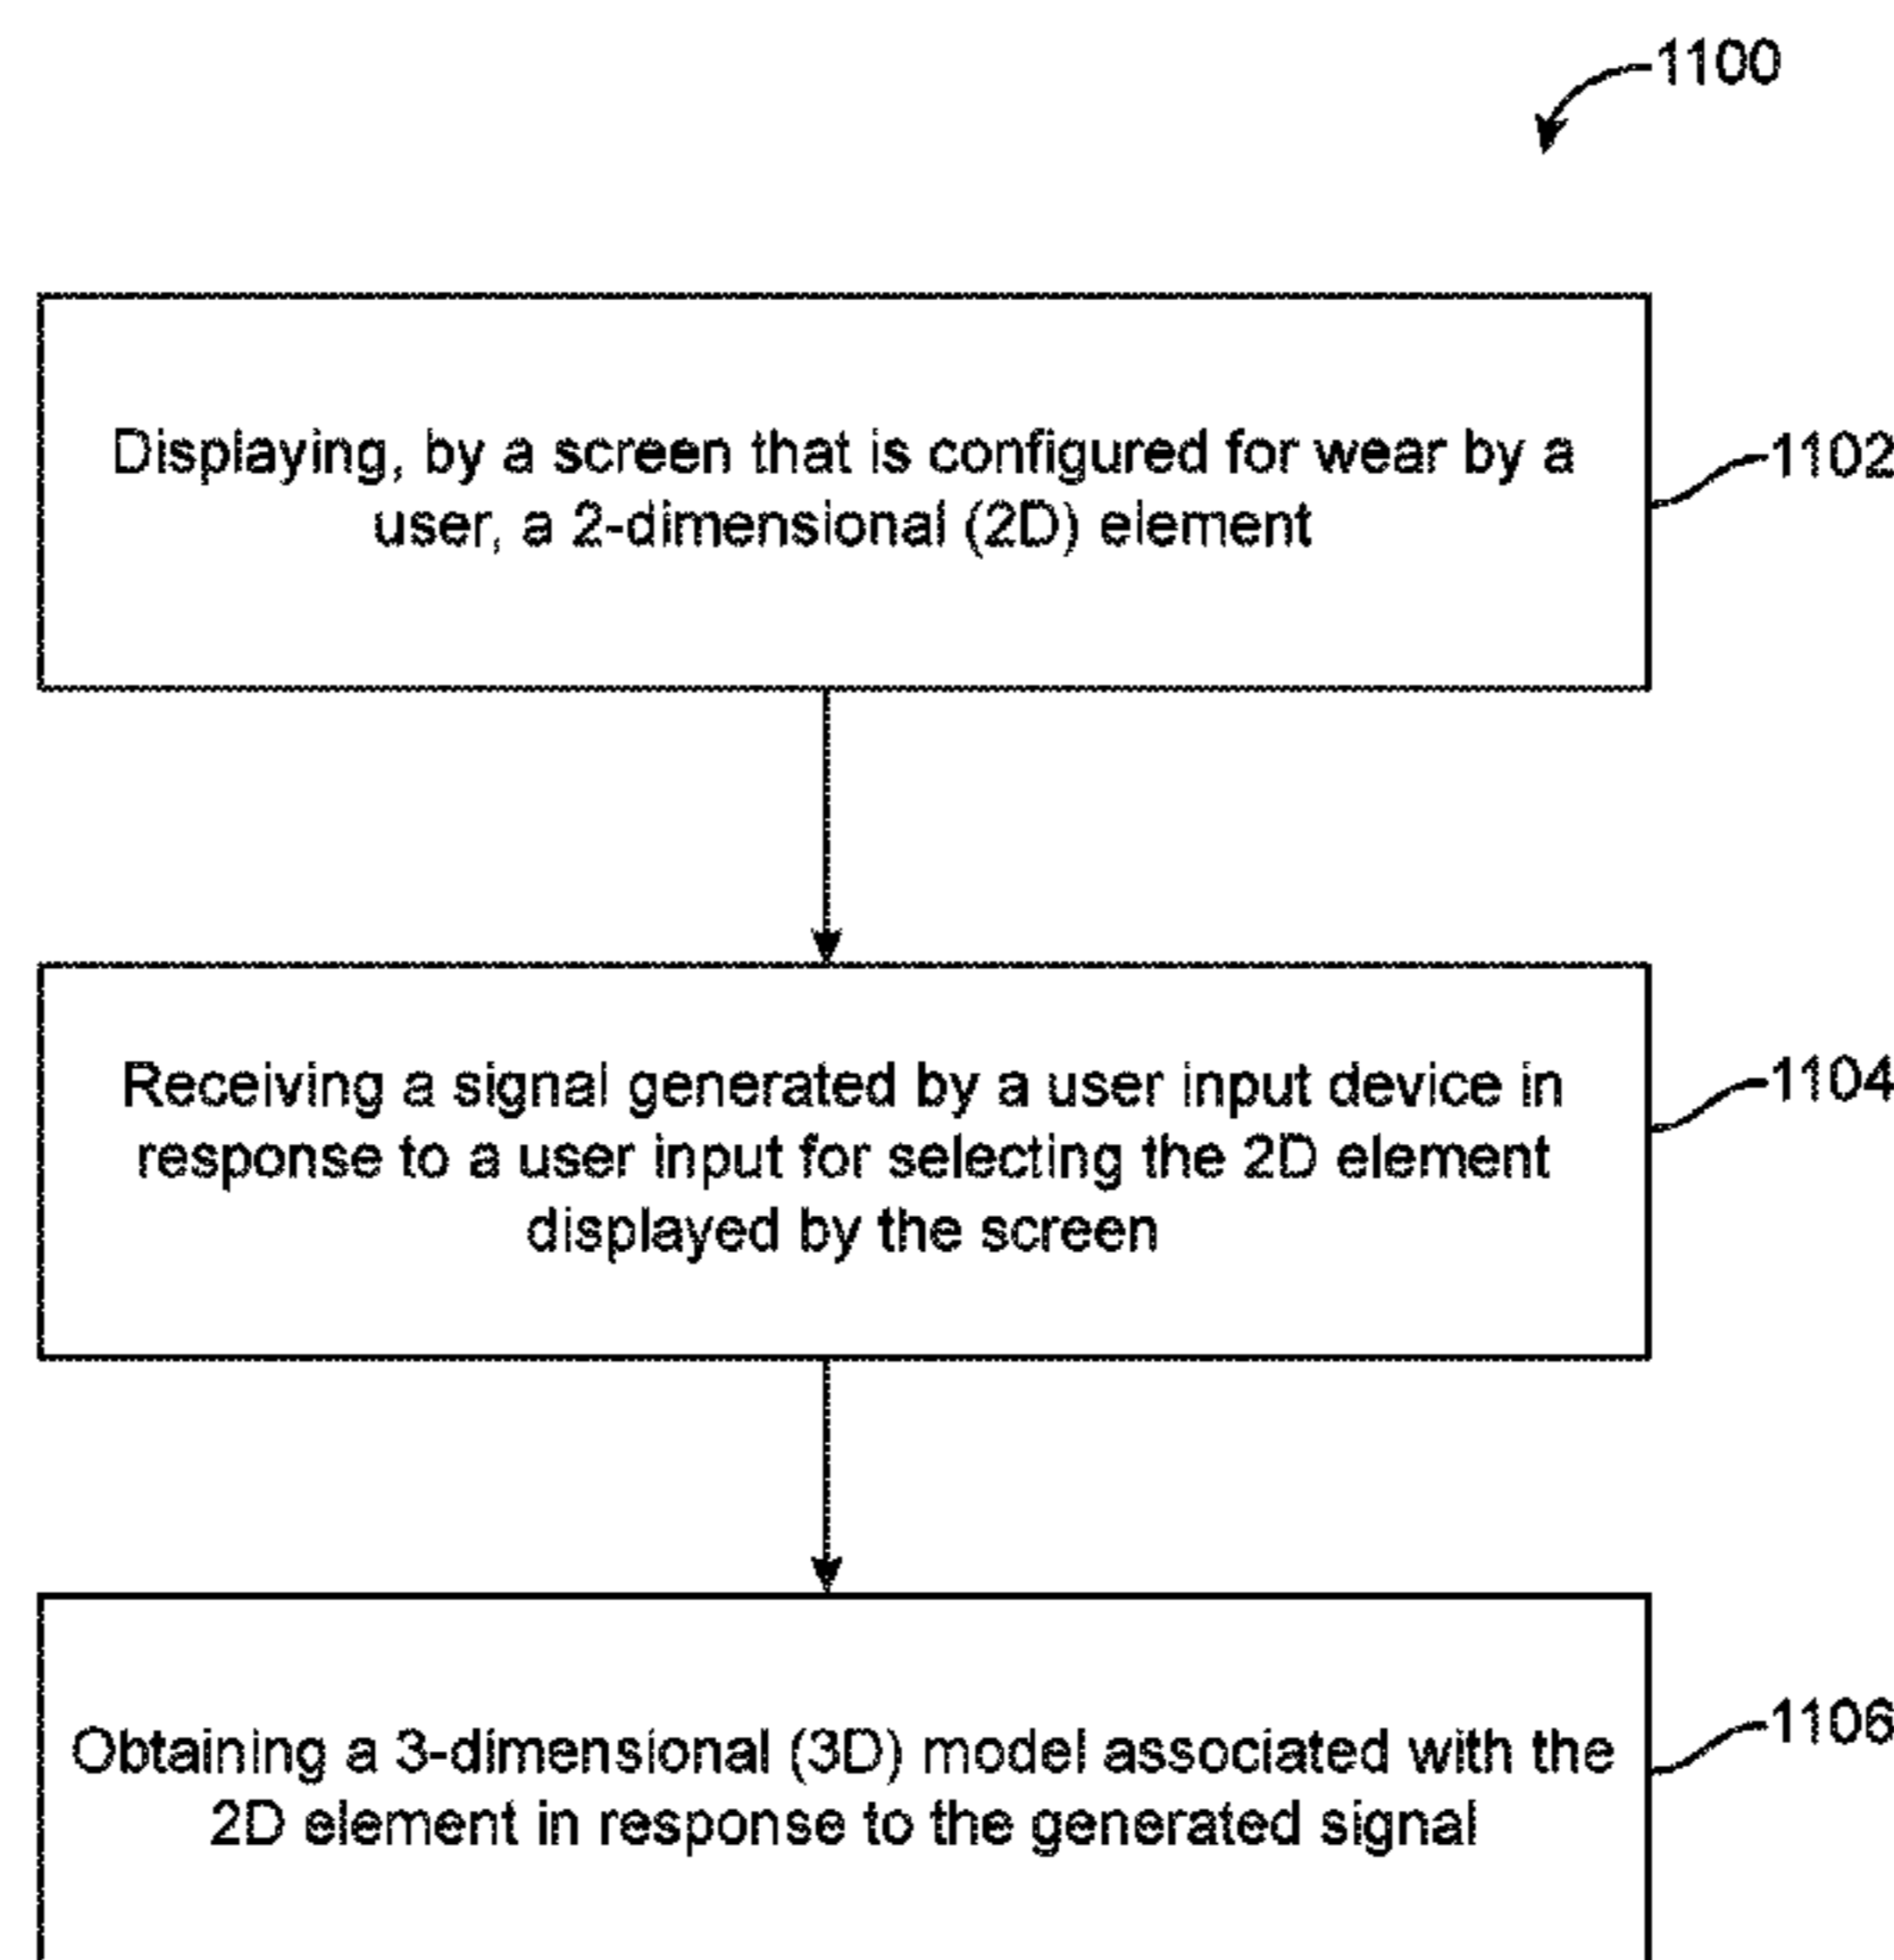 1100
Displaying, by a screen that is configured for wear by a
user, a 2-dimensional (2D) element
1102
Receiving a signal generated by a user input device in
response to a user input for selecting the 2D element
displayed by the screen
1104
Obtaining a 3-dimensional (3D) model associated with the
2D element in response to the generated signal
1106